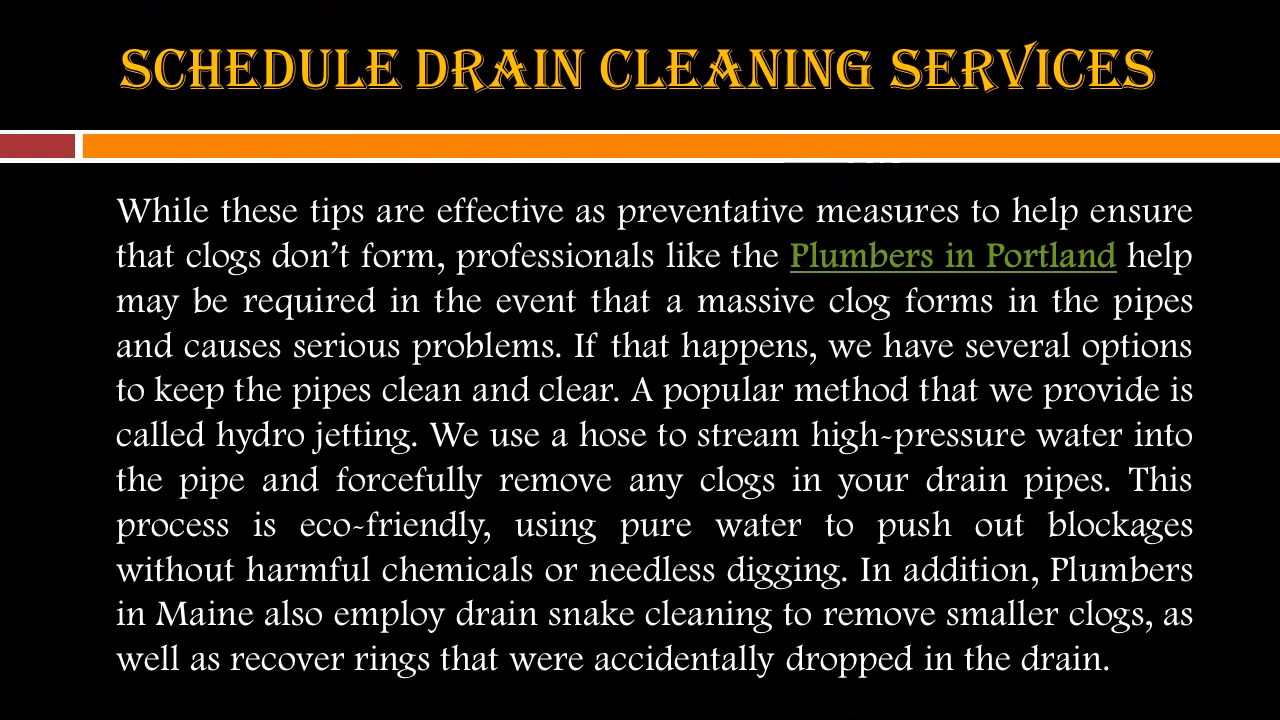 SCHEDULE DRAIN CLEANING SERVICES
While these tips are effective as preventative measures to help ensure
that clogs don’t form, professionals like the Plumbers in Portland help
may be required in the event that a massive clog forms in the pipes
and causes serious problems. If that happens, we have several options
to keep the pipes clean and clear. A popular method that we provide is
called hydro jetting. We use a hose to stream high-pressure water into
the pipe and forcefully remove any clogs in your drain pipes. This
process is eco-friendly, using pure water to push out blockages
without harmful chemicals or needless digging. In addition, Plumbers
in Maine also employ drain snake cleaning to remove smaller clogs, as
well as recover rings that were accidentally dropped in the drain.